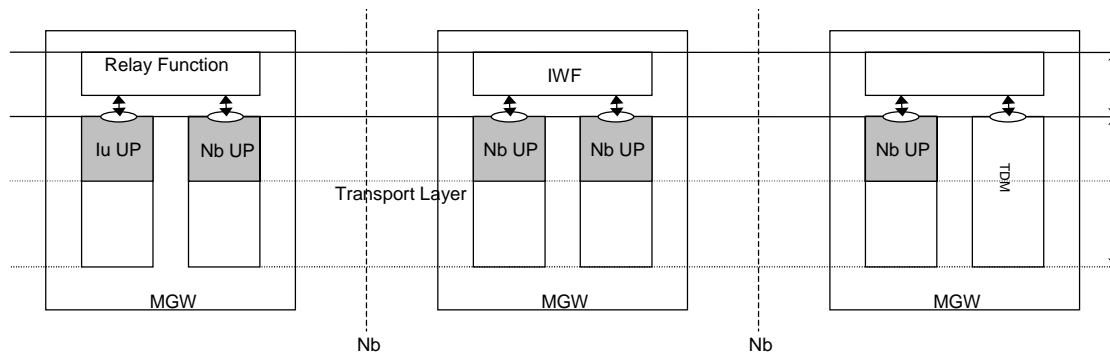 Relay Function
IWF
Iu UP
Nb UP
Nb UP
Nb UP
Nb UP
TDM
Transport Layer
MGW
MGW
MGW
Nb
Nb